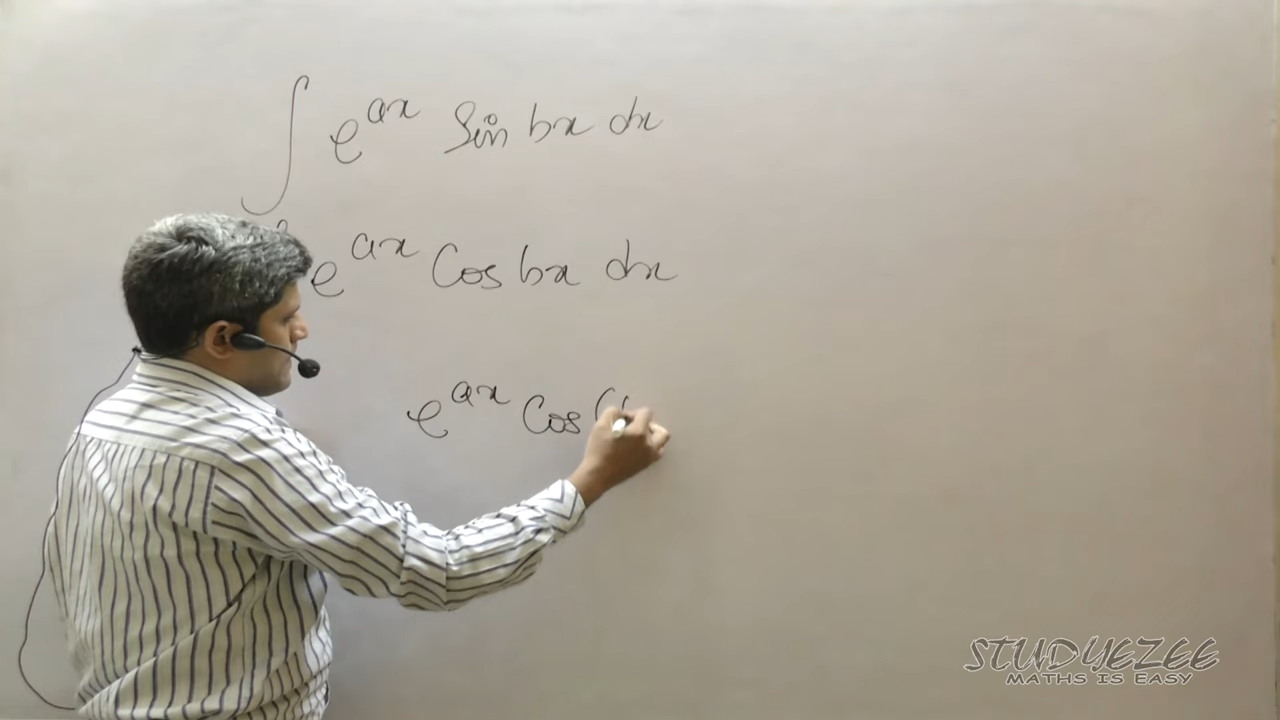 ∫ e^{ax} Sin bx dx
e^{ax} Cos bx dx
e^{ax} Cos (
STUDYEZEE
MATHS IS EASY